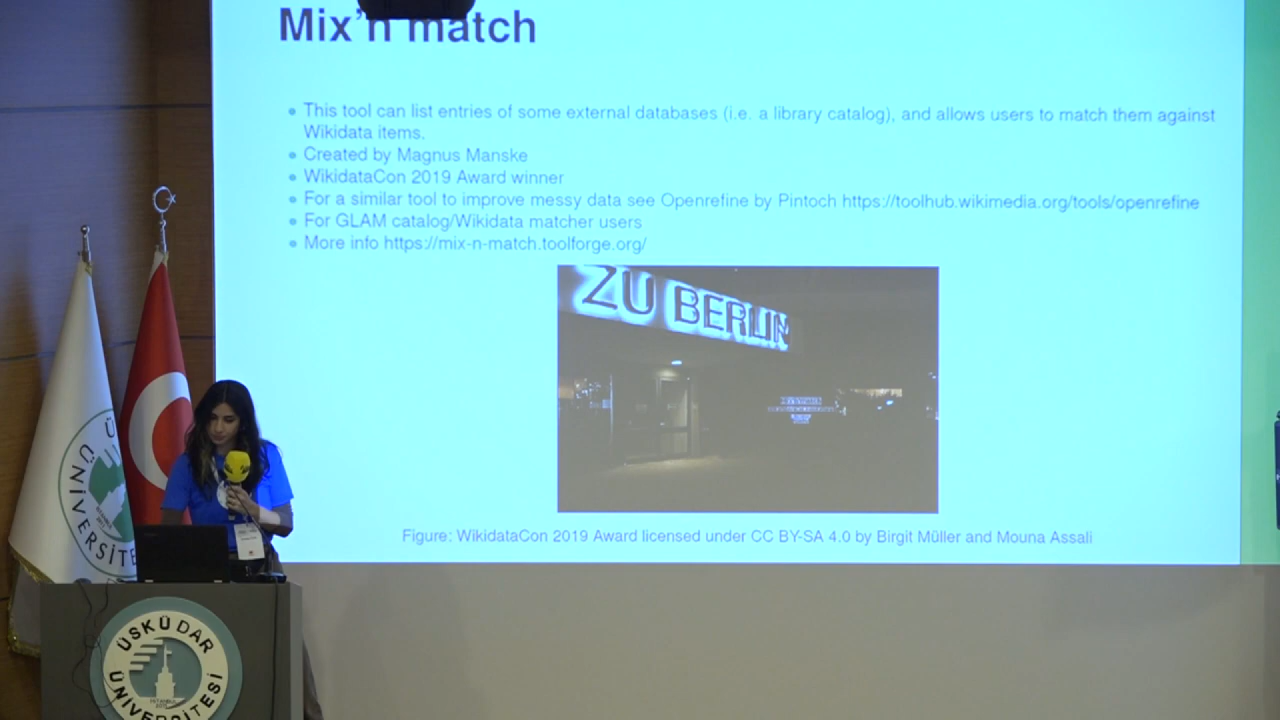 Mix'n match
This tool can list entries of some external databases (i.e. a library catalog), and allows users to match them against
Wikidata items.
Created by Magnus Manske
WikidataCon 2019 Award winner
For a similar tool to improve messy data see Openrefine by Pintoch https://toolhub.wikimedia.org/tools/openrefine
For GLAM catalog/Wikidata matcher users
More info https://mix-n-match.toolforge.org/
ZU BERLIN
Figure: WikidataCon 2019 Award licensed under CC BY-SA 4.0 by Birgit Müller and Mouna Assali
ÜNİVERSİTE
ÜSKÜDAR
ÜNİVERSİTESİ